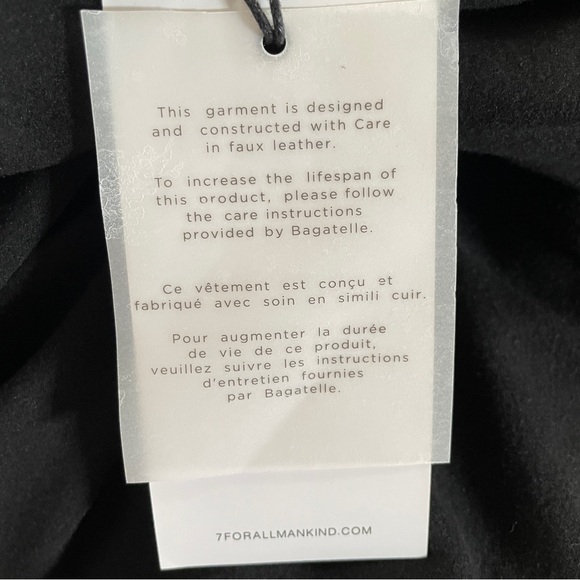 This garment is designed
and constructed with Care
in faux leather.
To increase the lifespan of
this product, please follow
the care instructions
provided by Bagatelle.
Ce vêtement est conçu et
fabriqué avec soin en simili cuir.
Pour augmenter la durée
de vie de ce produit,
veuillez suivre les instructions
d'entretien fournies
par Bagatelle.
7FORALLMANKIND.COM